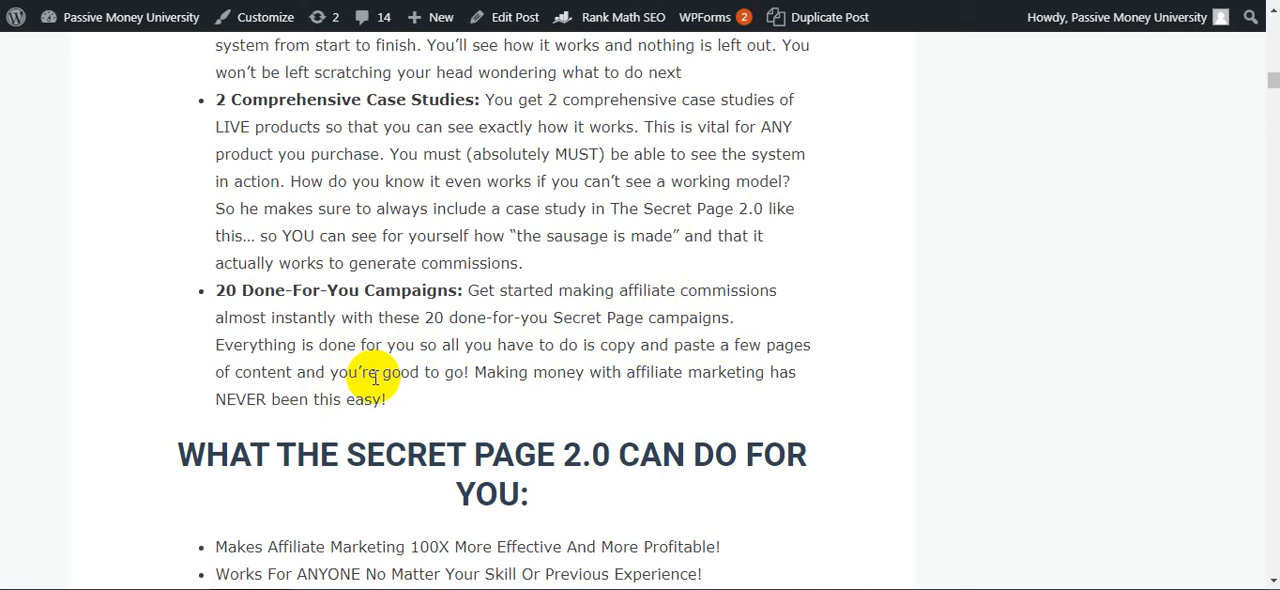 Passive Money University Customize 2 14 New Edit Post Rank Math SEO WPForms 2 Duplicate Post Howdy, Passive Money University
system from start to finish. You'll see how it works and nothing is left out. You
won't be left scratching your head wondering what to do next
• 2 Comprehensive Case Studies: You get 2 comprehensive case studies of
LIVE products so that you can see exactly how it works. This is vital for ANY
product you purchase. You must (absolutely MUST) be able to see the system
in action. How do you know it even works if you can't see a working model?
So he makes sure to always include a case study in The Secret Page 2.0 like
this… so YOU can see for yourself how “the sausage is made” and that it
actually works to generate commissions.
• 20 Done-For-You Campaigns: Get started making affiliate commissions
almost instantly with these 20 done-for-you Secret Page campaigns.
Everything is done for you so all you have to do is copy and paste a few pages
of content and you're good to go! Making money with affiliate marketing has
NEVER been this easy!
WHAT THE SECRET PAGE 2.0 CAN DO FOR
YOU:
• Makes Affiliate Marketing 100X More Effective And More Profitable!
• Works For ANYONE No Matter Your Skill Or Previous Experience!